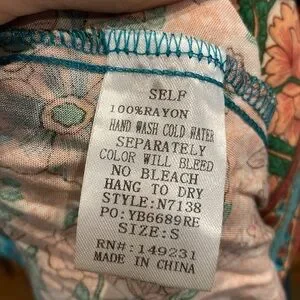 SELF
100%RAYON
HAND WASH COLD WATER
SEPARATELY
COLOR WILL BLEED
NO BLEACH
HANG TO DRY
STYLE:N7138
PO:YB6689RE
SIZE:S
RN#:149231
MADE IN CHINA